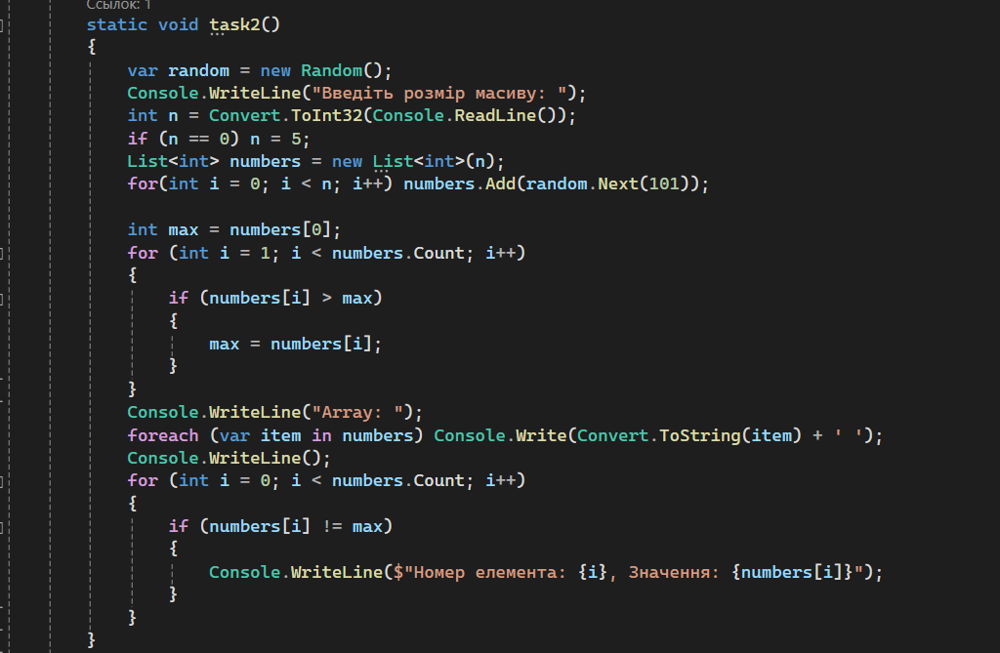 Ссылок: 1
static void task2()
{
var random = new Random();
Console.WriteLine("Введіть розмір масиву: ");
int n = Convert.ToInt32(Console.ReadLine());
if (n == 0) n = 5;
List<int> numbers = new List<int>(n);
for(int i = 0; i < n; i++) numbers.Add(random.Next(101));
int max = numbers[0];
for (int i = 1; i < numbers.Count; i++)
{
if (numbers[i] > max)
{
max = numbers[i];
}
}
Console.WriteLine("Array: ");
foreach (var item in numbers) Console.Write(Convert.ToString(item) + ' ');
Console.WriteLine();
for (int i = 0; i < numbers.Count; i++)
{
if (numbers[i] != max)
{
Console.WriteLine($"Номер елемента: {i}, Значення: {numbers[i]}");
}
}
}